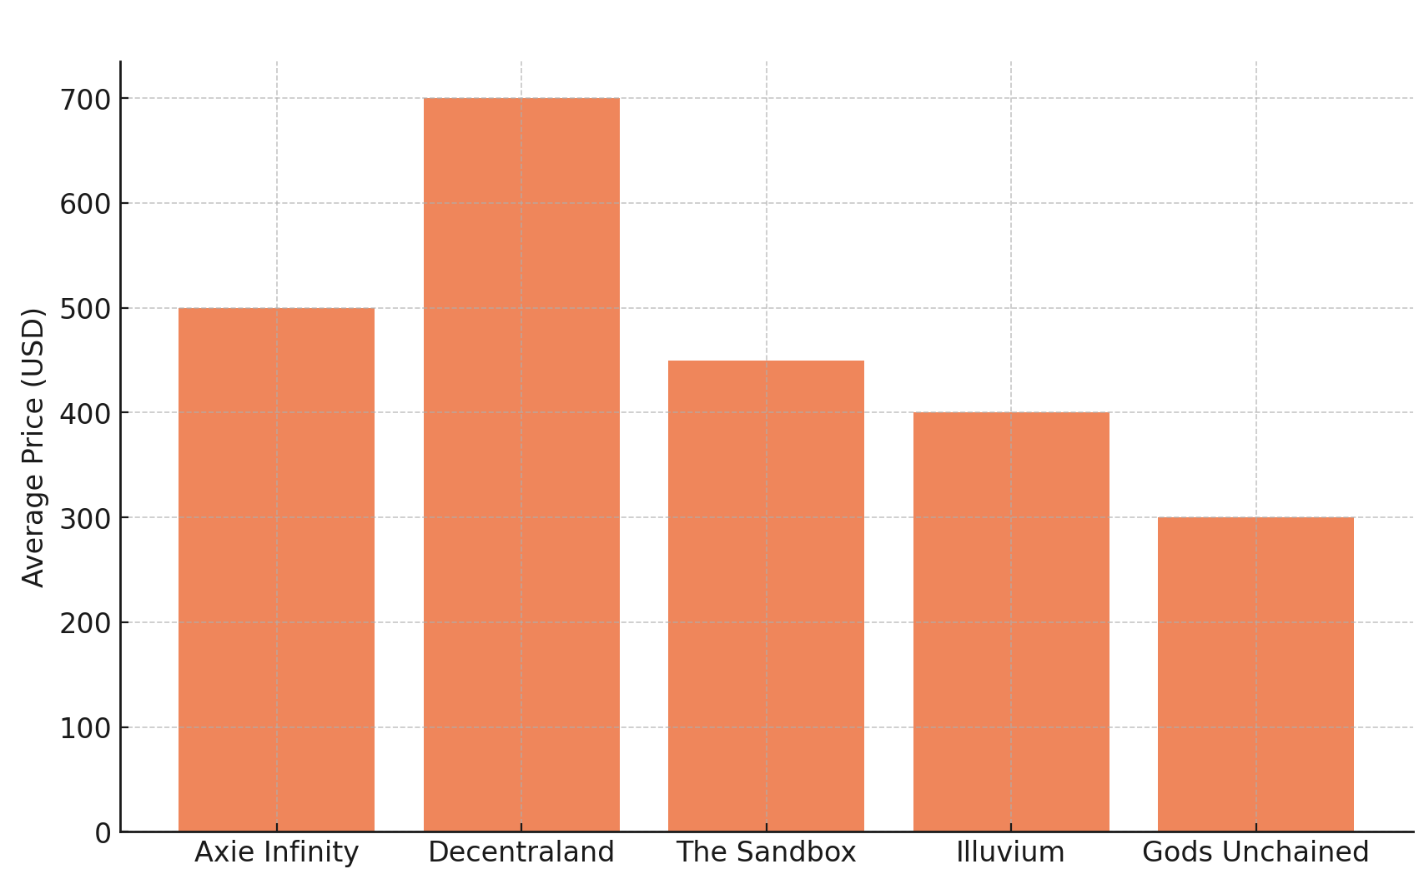 Average Price (USD)
700
600
500
400
300
200
100
0
Axie Infinity
Decentraland
The Sandbox
Illuvium
Gods Unchained